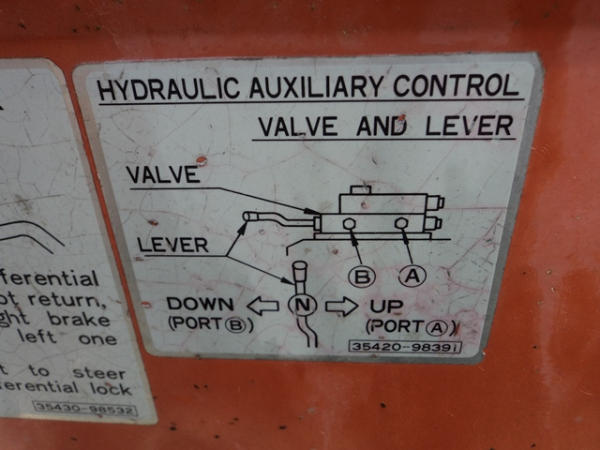 HYDRAULIC AUXILIARY CONTROL
VALVE AND LEVER
VALVE
LEVER
B A
DOWN N UP
(PORT B) (PORT A)
35420-98391
ferential
ot return,
ght brake
left one
t to steer
erential lock
35430-98532